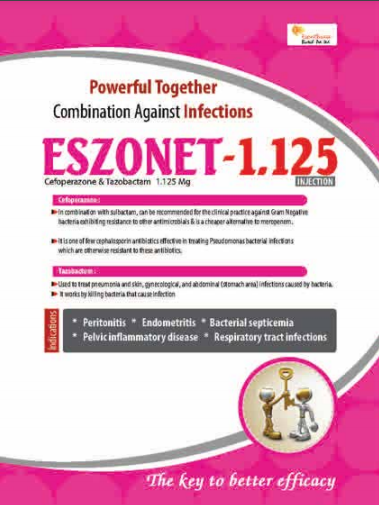 Powerful Together
Combination Against Infections
ESZONET-1.125
Cefoperazone & Tazobactam 1.125 Mg
INJECTION
Cefoperazone :
In combination with sulbactam, can be recommended for the clinical practice against Gram Negative
bacteria exhibiting resistance to other antimicrobials & is a cheaper alternative to meropenem.
It is one of few cephalosporin antibiotics effective in treating Pseudomonas bacterial infections
which are otherwise resistant to these antibiotics.
Tazobactam :
Used to treat pneumonia and skin, gynecological, and abdominal (stomach area) infections caused by bacteria.
It works by killing bacteria that cause infection
Indications
* Peritonitis * Endometritis * Bacterial septicemia
* Pelvic inflammatory disease * Respiratory tract infections
The key to better efficacy